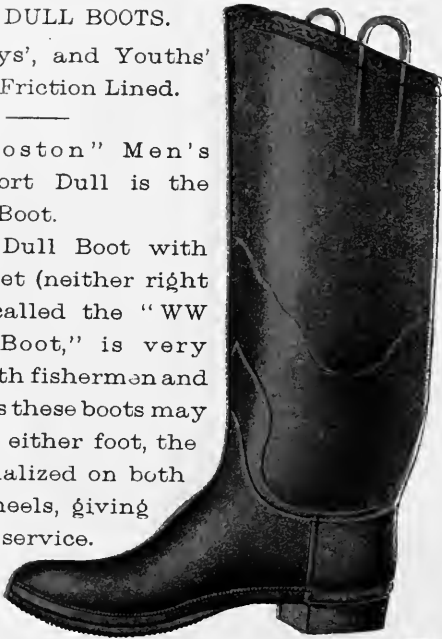 DULL BOOTS.
ys', and Youths'
Friction Lined.
oston" Men's
ort Dull is the
Boot.
Dull Boot with
et (neither right
called the "WW
Boot," is very
th fishermen and
s these boots may
either foot, the
alized on both
heels, giving
service.